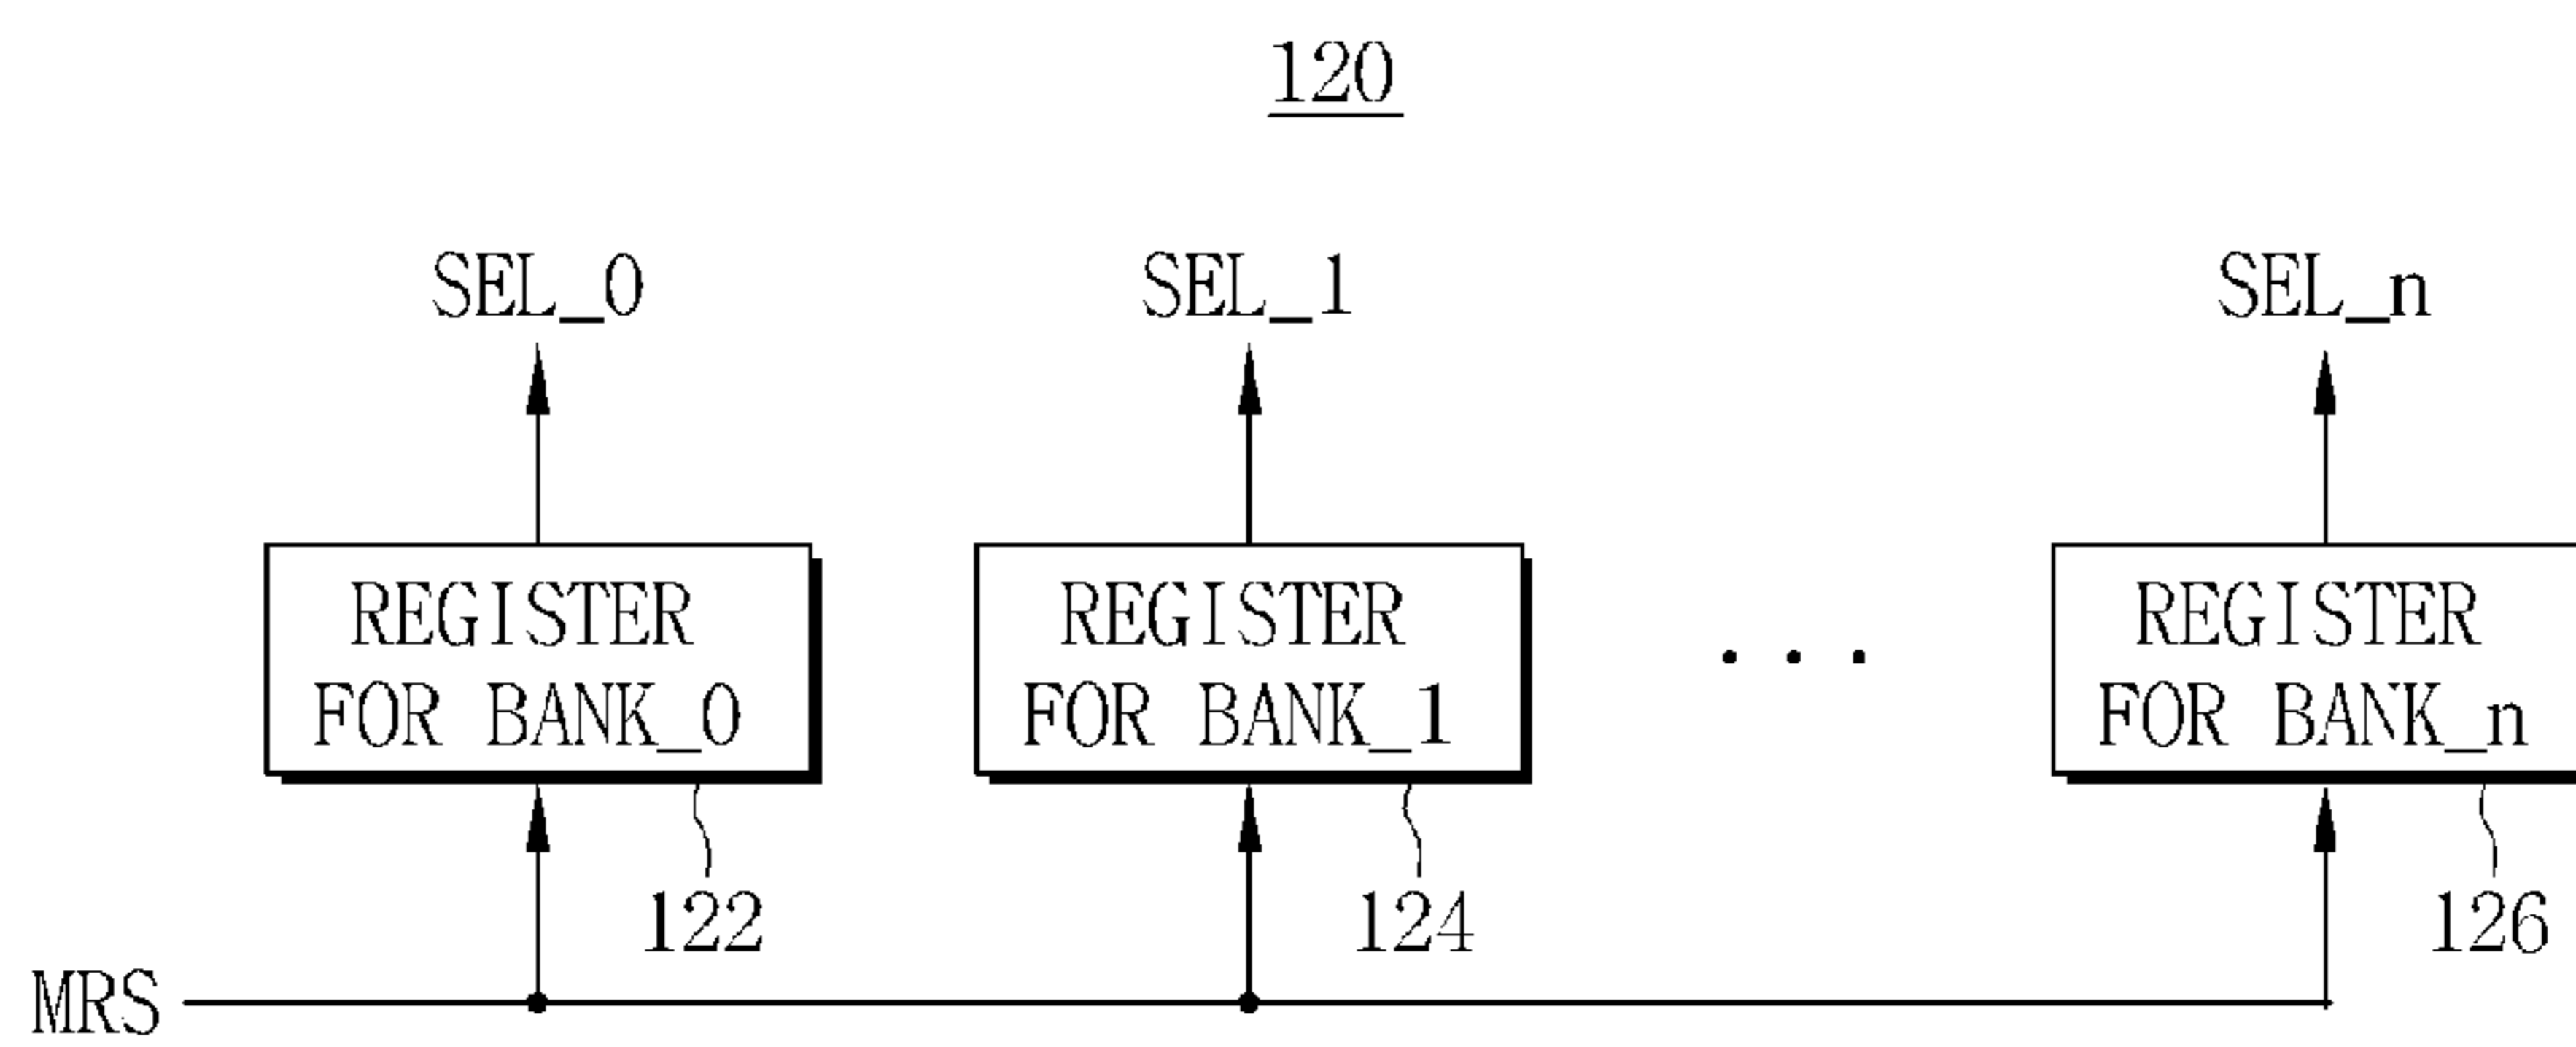 120
SEL_0
SEL_1
SEL_n
REGISTER
FOR BANK_0
REGISTER
FOR BANK_1
. . .
REGISTER
FOR BANK_n
122
124
126
MRS